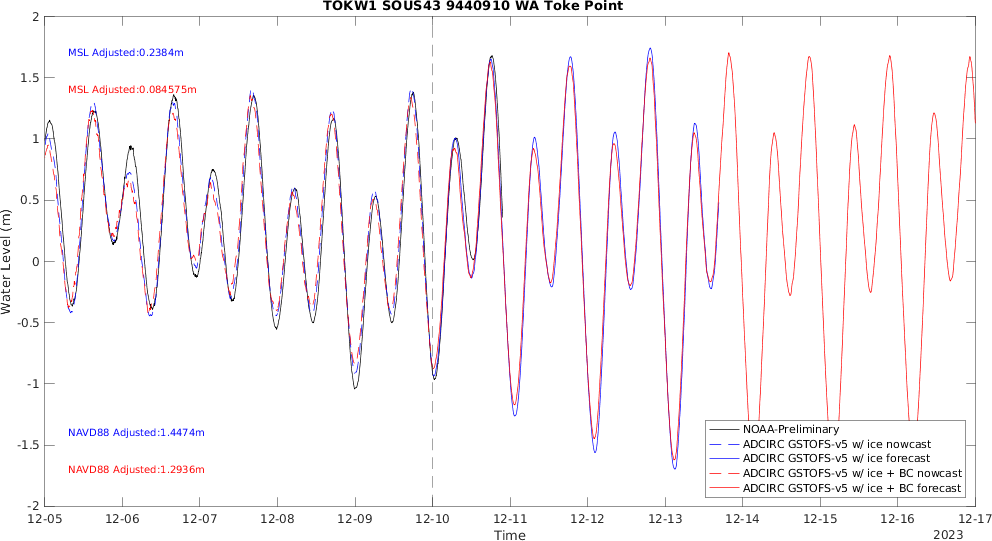 TOKW1 SOUS43 9440910 WA Toke Point
2
1.5
1
0.5
0
-0.5
-1
-1.5
-2
Water Level (m)
MSL Adjusted:0.2384m
MSL Adjusted:0.084575m
NAVD88 Adjusted:1.4474m
NAVD88 Adjusted:1.2936m
NOAA-Preliminary
ADCIRC GSTOFS-v5 w/ ice nowcast
ADCIRC GSTOFS-v5 w/ ice forecast
ADCIRC GSTOFS-v5 w/ ice + BC nowcast
ADCIRC GSTOFS-v5 w/ ice + BC forecast
12-05 12-06 12-07 12-08 12-09 12-10 12-11 12-12 12-13 12-14 12-15 12-16 12-17
Time
2023